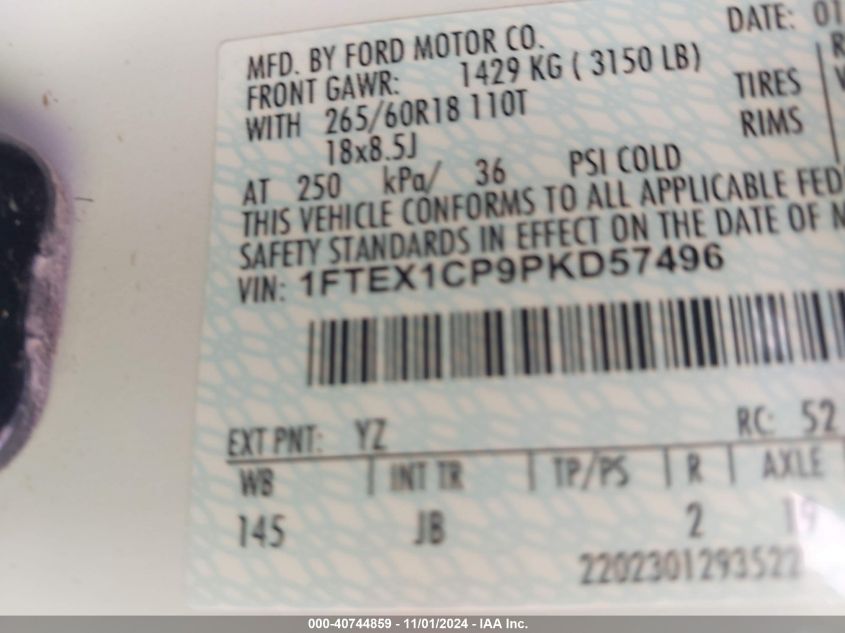 MFD. BY FORD MOTOR CO.
DATE: 01
FRONT GAWR: 1429 KG ( 3150 LB)
WITH 265/60R18 110T
TIRES
18x8.5J
RIMS
AT 250 kPa/ 36 PSI COLD
THIS VEHICLE CONFORMS TO ALL APPLICABLE FED
SAFETY STANDARDS IN EFFECT ON THE DATE OF M
VIN: 1FTEX1CP9PKD57496
EXT PNT: YZ
RC: 52
WB INT TR TP/PS R AXLE
145 JB 2 19
2202301293522
000-40744859 - 11/01/2024 - IAA Inc.